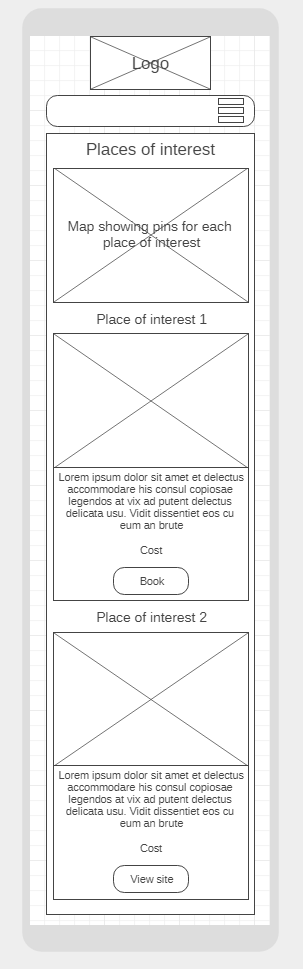 Logo
Places of interest
Map showing pins for each
place of interest
Place of interest 1
Lorem ipsum dolor sit amet et delectus
accommodare his consul copiosae
legendos at vix ad putent delectus
delicata usu. Vidit dissentiet eos cu
eum an brute
Cost
Book
Place of interest 2
Lorem ipsum dolor sit amet et delectus
accommodare his consul copiosae
legendos at vix ad putent delectus
delicata usu. Vidit dissentiet eos cu
eum an brute
Cost
View site